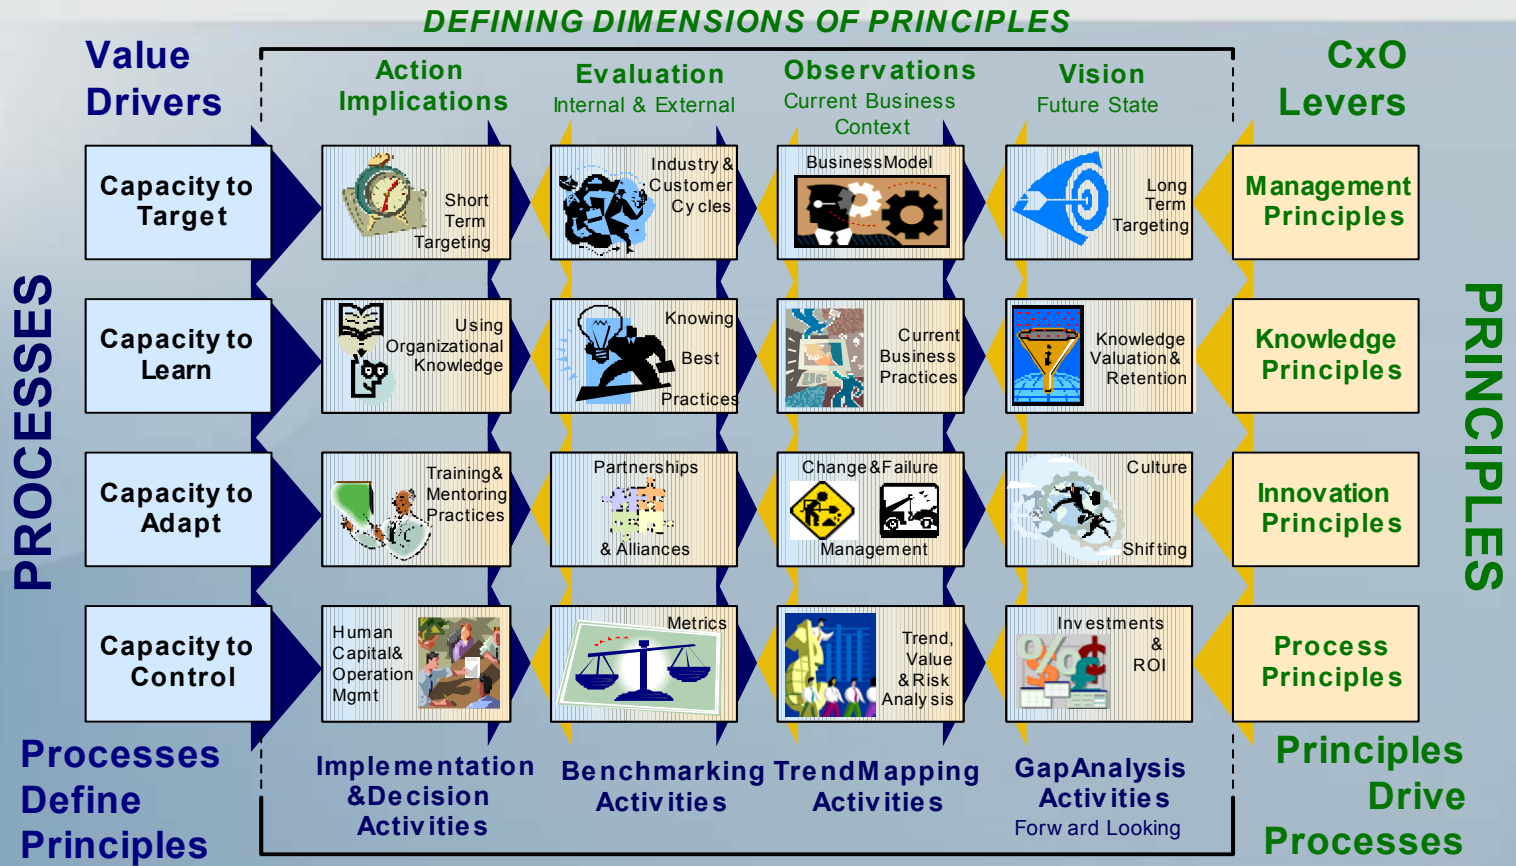 DEFINING DIMENSIONS OF PRINCIPLES
Value
Drivers
Action
Implications
Evaluation
Internal & External
Observations
Current Business
Context
Vision
Future State
CxO
Levers
PROCESSES
PRINCIPLES
Capacity to
Target
Short
Term
Targeting
Industry &
Customer
Cycles
Business Model
Long
Term
Targeting
Management
Principles
Capacity to
Learn
Using
Organizational
Knowledge
Knowing
Best
Practices
Current
Business
Practices
Knowledge
Valuation &
Retention
Knowledge
Principles
Capacity to
Adapt
Training &
Mentoring
Practices
Partnerships
& Alliances
Change & Failure
Management
Culture
Shifting
Innovation
Principles
Capacity to
Control
Human
Capital &
Operation
Mgmt
Metrics
Trend,
Value
& Risk
Analysis
Investments
&
ROI
Process
Principles
Processes
Define
Principles
Implementation
& Decision
Activities
Benchmarking
Activities
Trend Mapping
Activities
Gap Analysis
Activities
Forward Looking
Principles
Drive
Processes